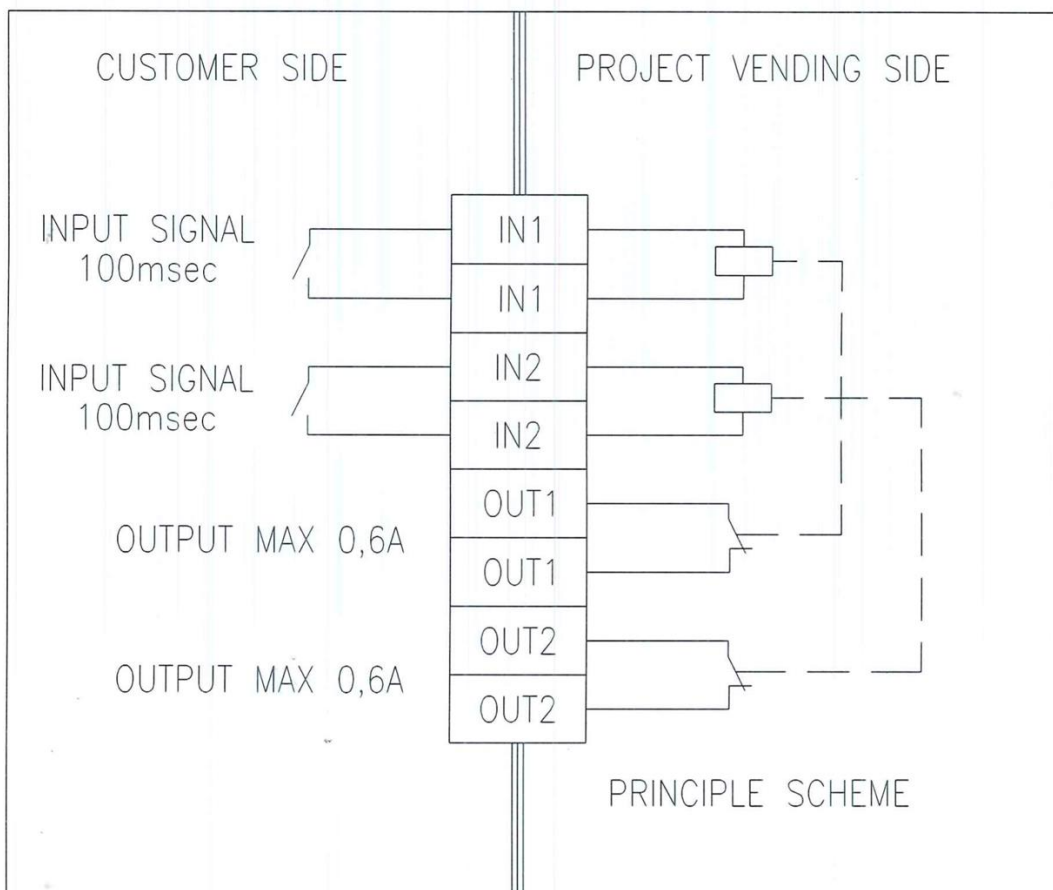 CUSTOMER SIDE
PROJECT VENDING SIDE
INPUT SIGNAL
100msec
IN1
IN1
INPUT SIGNAL
100msec
IN2
IN2
OUTPUT MAX 0,6A
OUT1
OUT1
OUTPUT MAX 0,6A
OUT2
OUT2
PRINCIPLE SCHEME